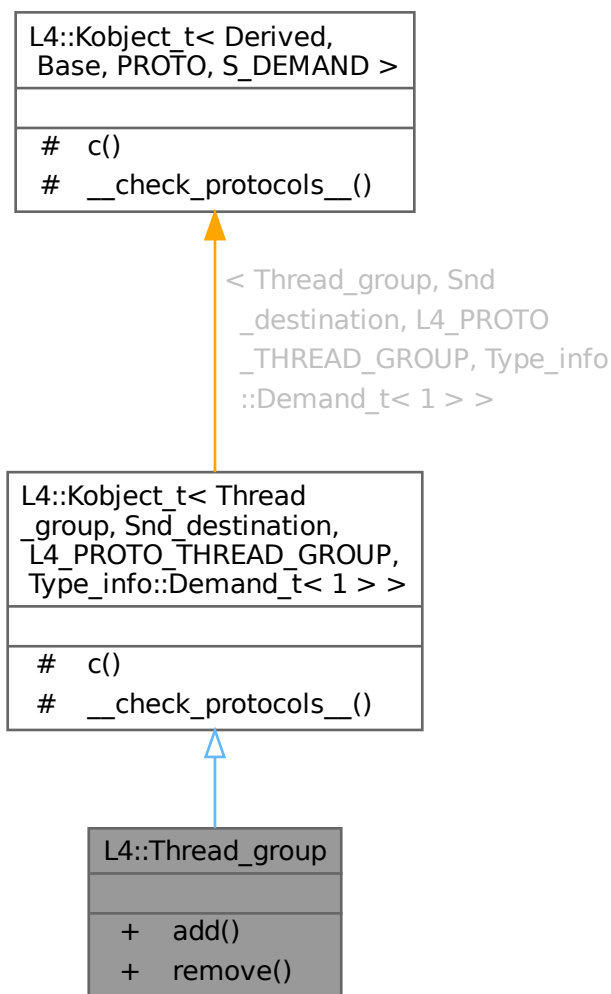 L4::Kobject_t< Derived,
Base, PROTO, S_DEMAND >
# c()
# __check_protocols__()
< Thread_group, Snd
_destination, L4_PROTO
_THREAD_GROUP, Type_info
::Demand_t< 1 > >
L4::Kobject_t< Thread
_group, Snd_destination,
L4_PROTO_THREAD_GROUP,
Type_info::Demand_t< 1 > >
# c()
# __check_protocols__()
L4::Thread_group
+ add()
+ remove()